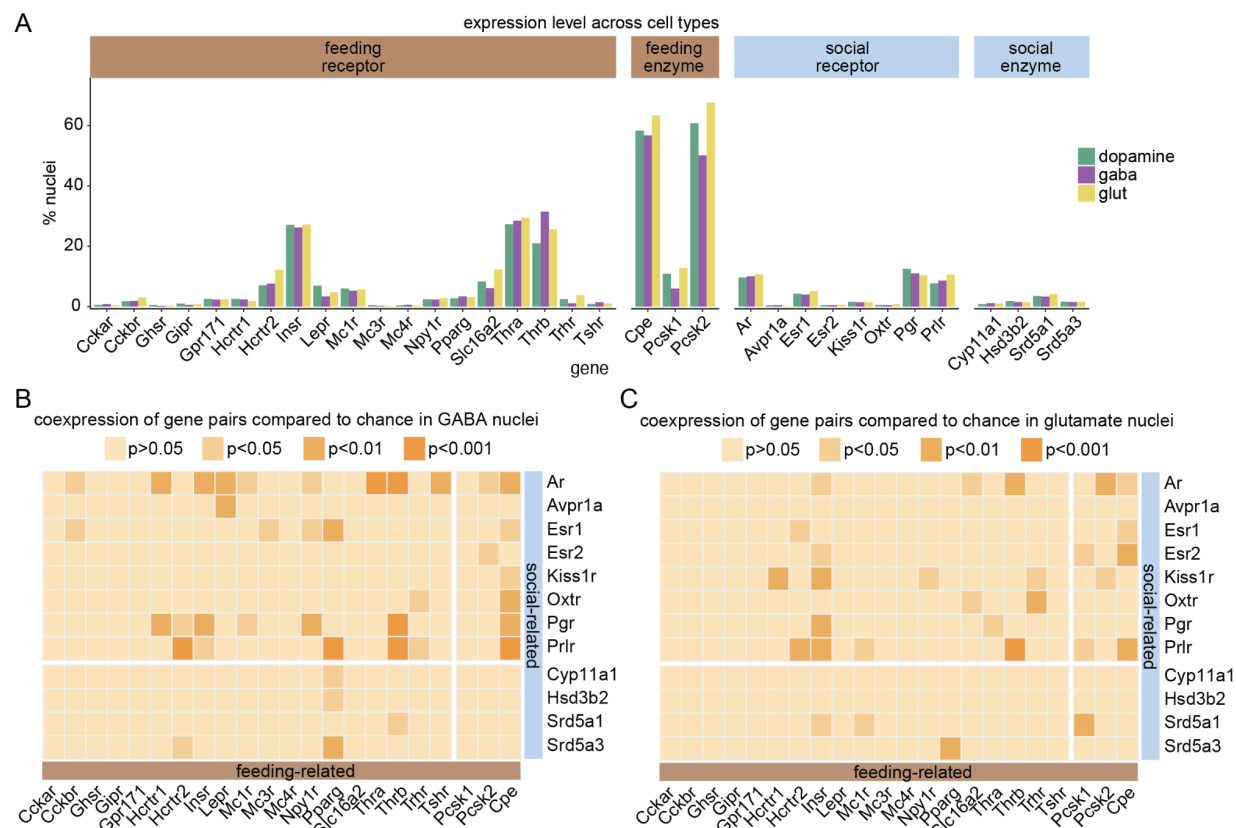 A
expression level across cell types
feeding
receptor
feeding
enzyme
social
receptor
social
enzyme
% nuclei
60
40
20
0
dopamine
gaba
glut
Cckar
Cckbr
Ghsr
Gipr
Gpr171
Hcrtr1
Hcrtr2
Insr
Lepr
Mc1r
Mc3r
Mc4r
Npy1r
Pparg
Slc16a2
Thra
Thrb
Trhr
Tshr
Cpe
Pcsk1
Pcsk2
Ar
Avpr1a
Esr1
Esr2
Kiss1r
Oxtr
Pgr
Prlr
Cyp11a1
Hsd3b2
Srd5a1
Srd5a3
gene
B
coexpression of gene pairs compared to chance in GABA nuclei
p>0.05 p<0.05 p<0.01 p<0.001
Ar
Avpr1a
Esr1
Esr2
Kiss1r
Oxtr
Pgr
Prlr
Cyp11a1
Hsd3b2
Srd5a1
Srd5a3
social-related
feeding-related
Cckar
Cckbr
Ghsr
Gipr
Gpr171
Hcrtr1
Hcrtr2
Insr
Lepr
Mc1r
Mc3r
Mc4r
Npy1r
Pparg
Slc16a2
Thra
Thrb
Trhr
Tshr
Pcsk1
Pcsk2
Cpe
C
coexpression of gene pairs compared to chance in glutamate nuclei
p>0.05 p<0.05 p<0.01 p<0.001
Ar
Avpr1a
Esr1
Esr2
Kiss1r
Oxtr
Pgr
Prlr
Cyp11a1
Hsd3b2
Srd5a1
Srd5a3
social-related
feeding-related
Cckar
Cckbr
Ghsr
Gipr
Gpr171
Hcrtr1
Hcrtr2
Insr
Lepr
Mc1r
Mc3r
Mc4r
Npy1r
Pparg
Slc16a2
Thra
Thrb
Trhr
Tshr
Pcsk1
Pcsk2
Cpe